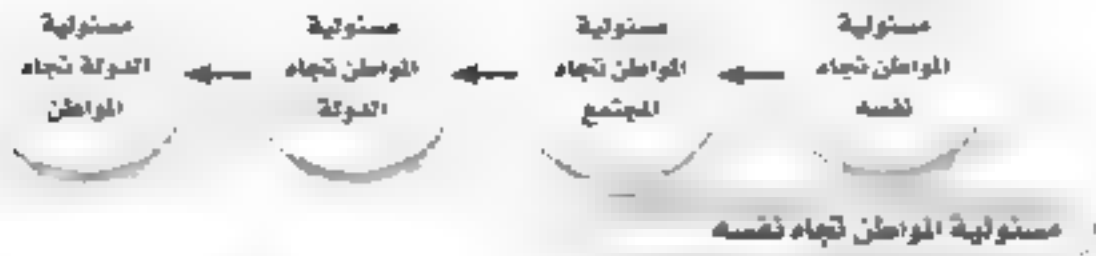 مسئولية المواطن تجاه نفسه
مسئولية المواطن تجاه المجتمع
مسئولية المواطن تجاه الدولة
مسئولية الدولة تجاه المواطن
مسئولية المواطن تجاه نفسه